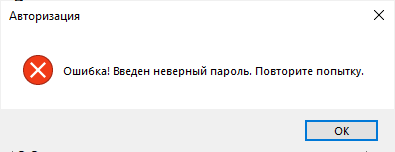 Авторизация
Ошибка! Введен неверный пароль. Повторите попытку.
OK